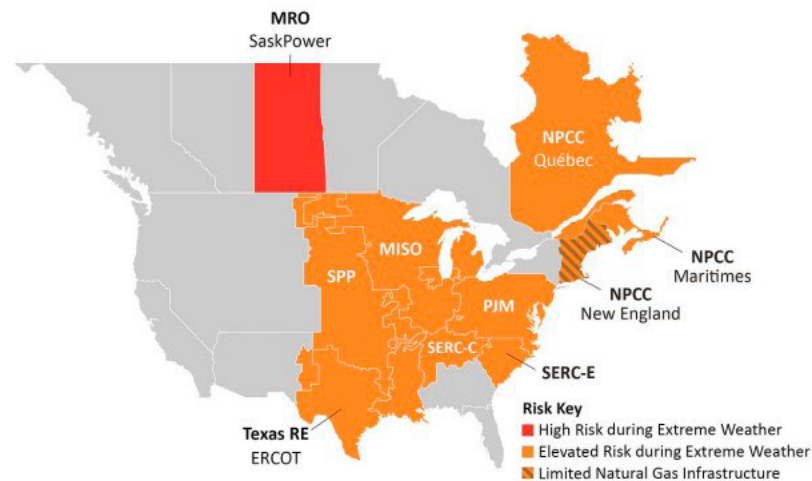 MRO
SaskPower
NPCC
Québec
MISO
SPP
PJM
NPCC
Maritimes
NPCC
New England
SERC-C
SERC-E
Texas RE
ERCOT
Risk Key
High Risk during Extreme Weather
Elevated Risk during Extreme Weather
Limited Natural Gas Infrastructure